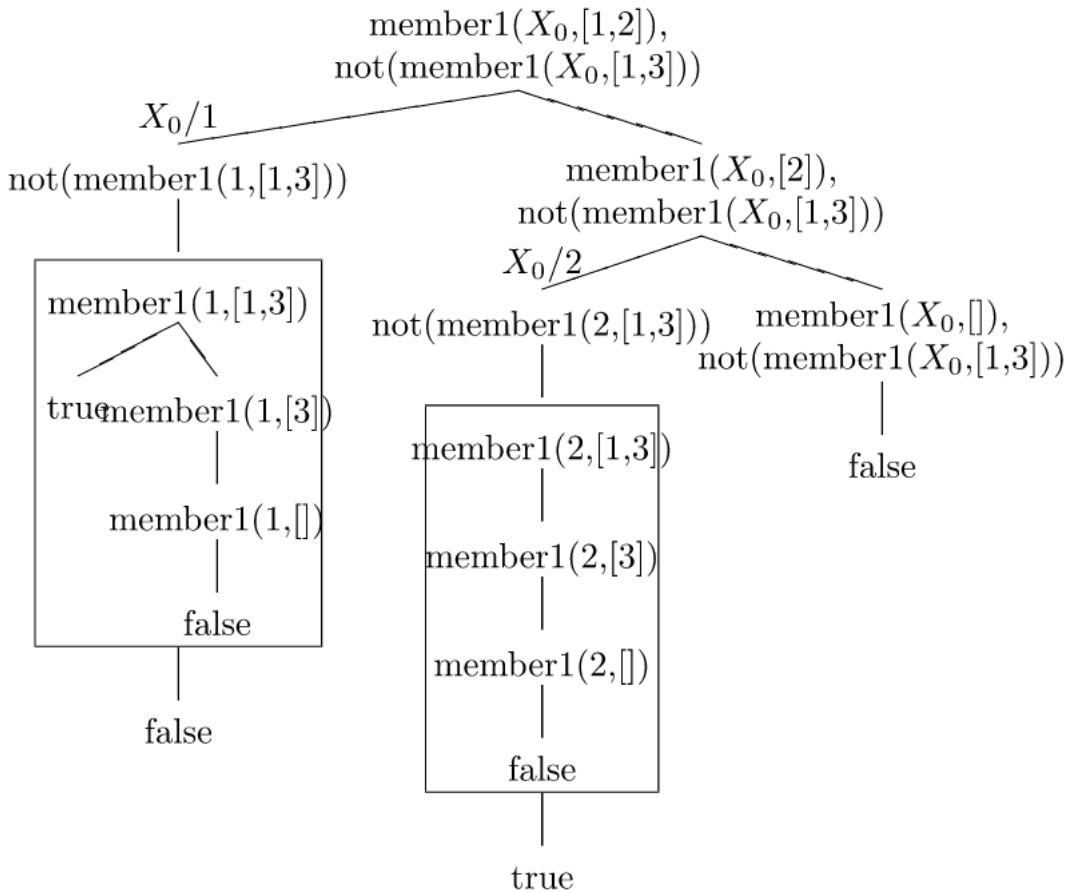 member1(X₀,[1,2]),
not(member1(X₀,[1,3]))
X₀/1
not(member1(1,[1,3]))
member1(X₀,[2]),
not(member1(X₀,[1,3]))
X₀/2
member1(1,[1,3])
not(member1(2,[1,3]))
member1(X₀,[]),
not(member1(X₀,[1,3]))
true
member1(1,[3])
member1(2,[1,3])
false
member1(1,[])
member1(2,[3])
false
member1(2,[])
false
false
true